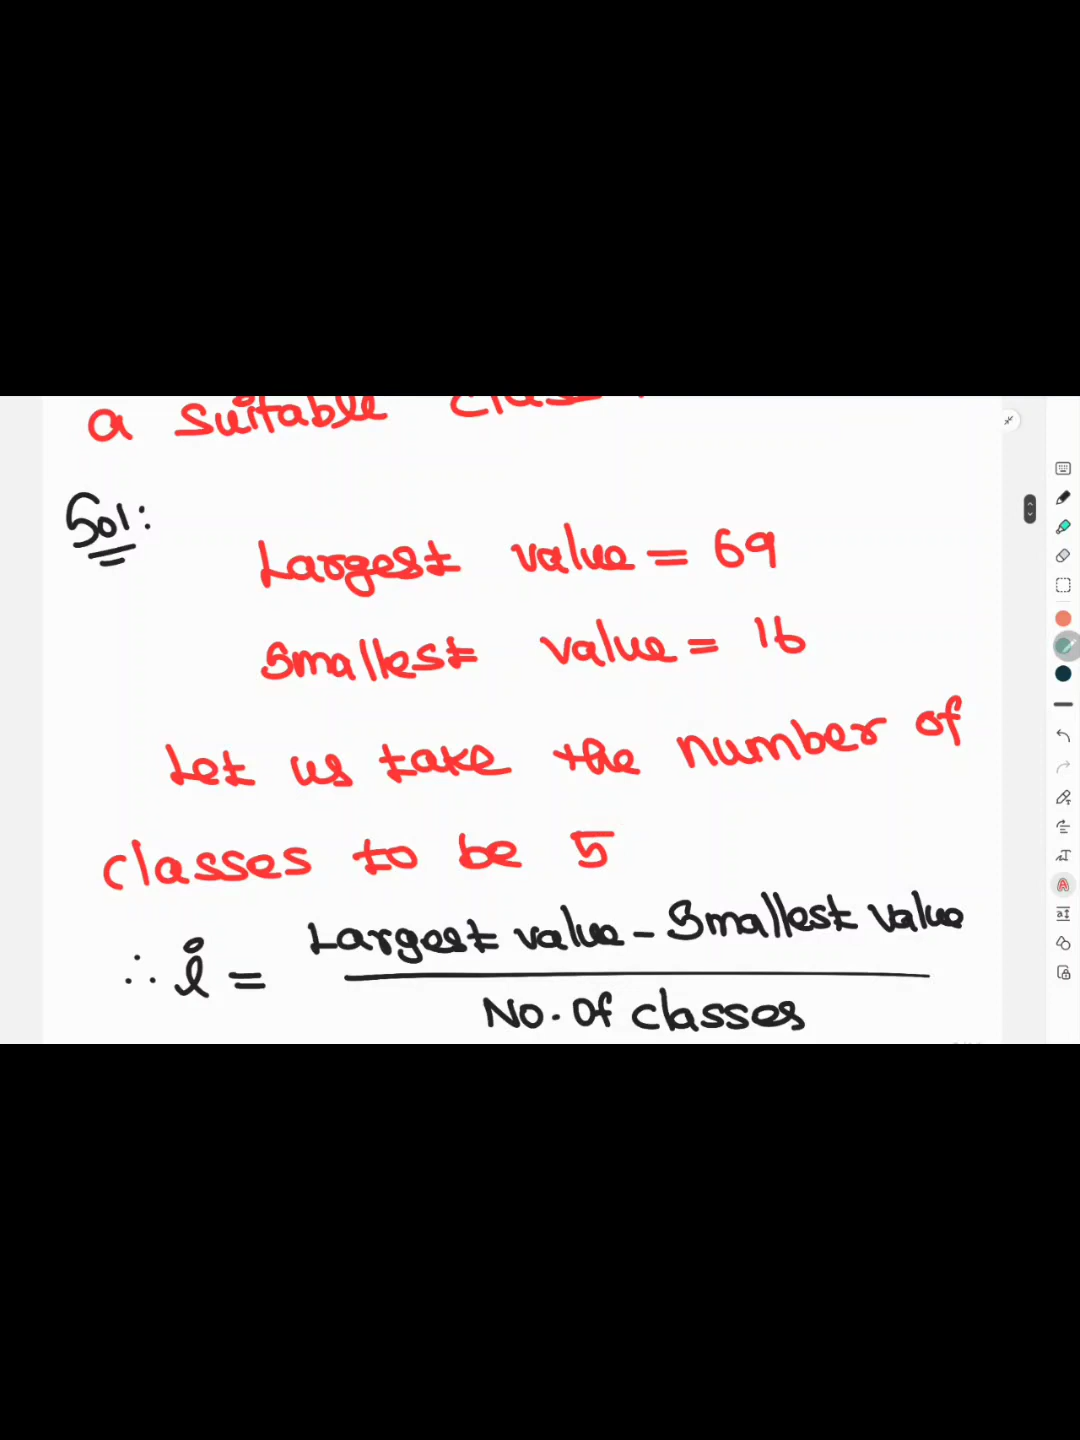 a suitable class
Sol:
Largest value = 69
Smallest value = 16
Let us take the number of
classes to be 5
∴ i = Largest value - Smallest value
No. Of classes